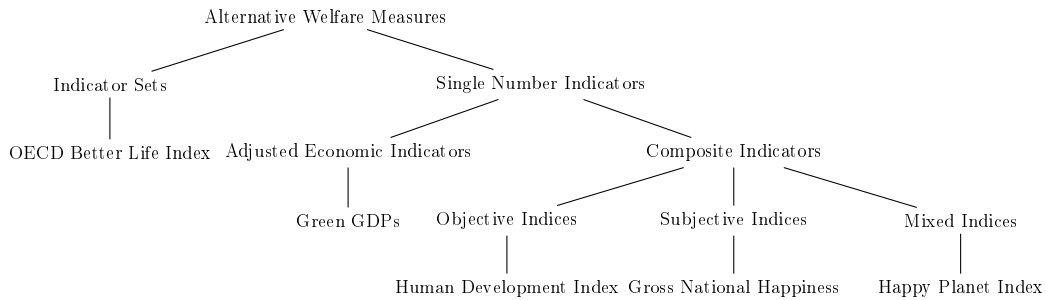 Alternative Welfare Measures
Indicator Sets
Single Number Indicators
OECD Better Life Index
Adjusted Economic Indicators
Composite Indicators
Green GDPs
Objective Indices
Subjective Indices
Mixed Indices
Human Development Index
Gross National Happiness
Happy Planet Index